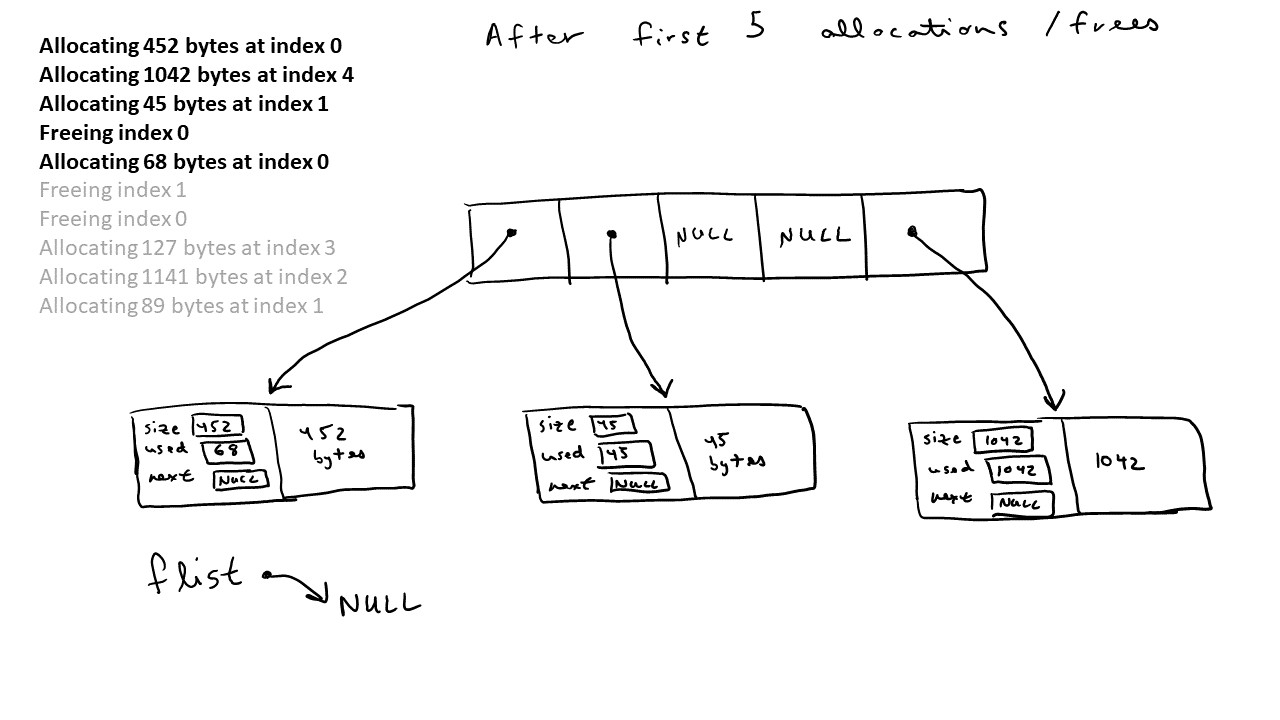 After first 5 allocations / frees
Allocating 452 bytes at index 0
Allocating 1042 bytes at index 4
Allocating 45 bytes at index 1
Freeing index 0
Allocating 68 bytes at index 0
Freeing index 1
Freeing index 0
Allocating 127 bytes at index 3
Allocating 1141 bytes at index 2
Allocating 89 bytes at index 1
NULL NULL
size 452
used 68
next NULL
452
bytes
size 45
used 45
next NULL
45
bytes
size 1042
used 1042
next NULL
1042
flist
NULL